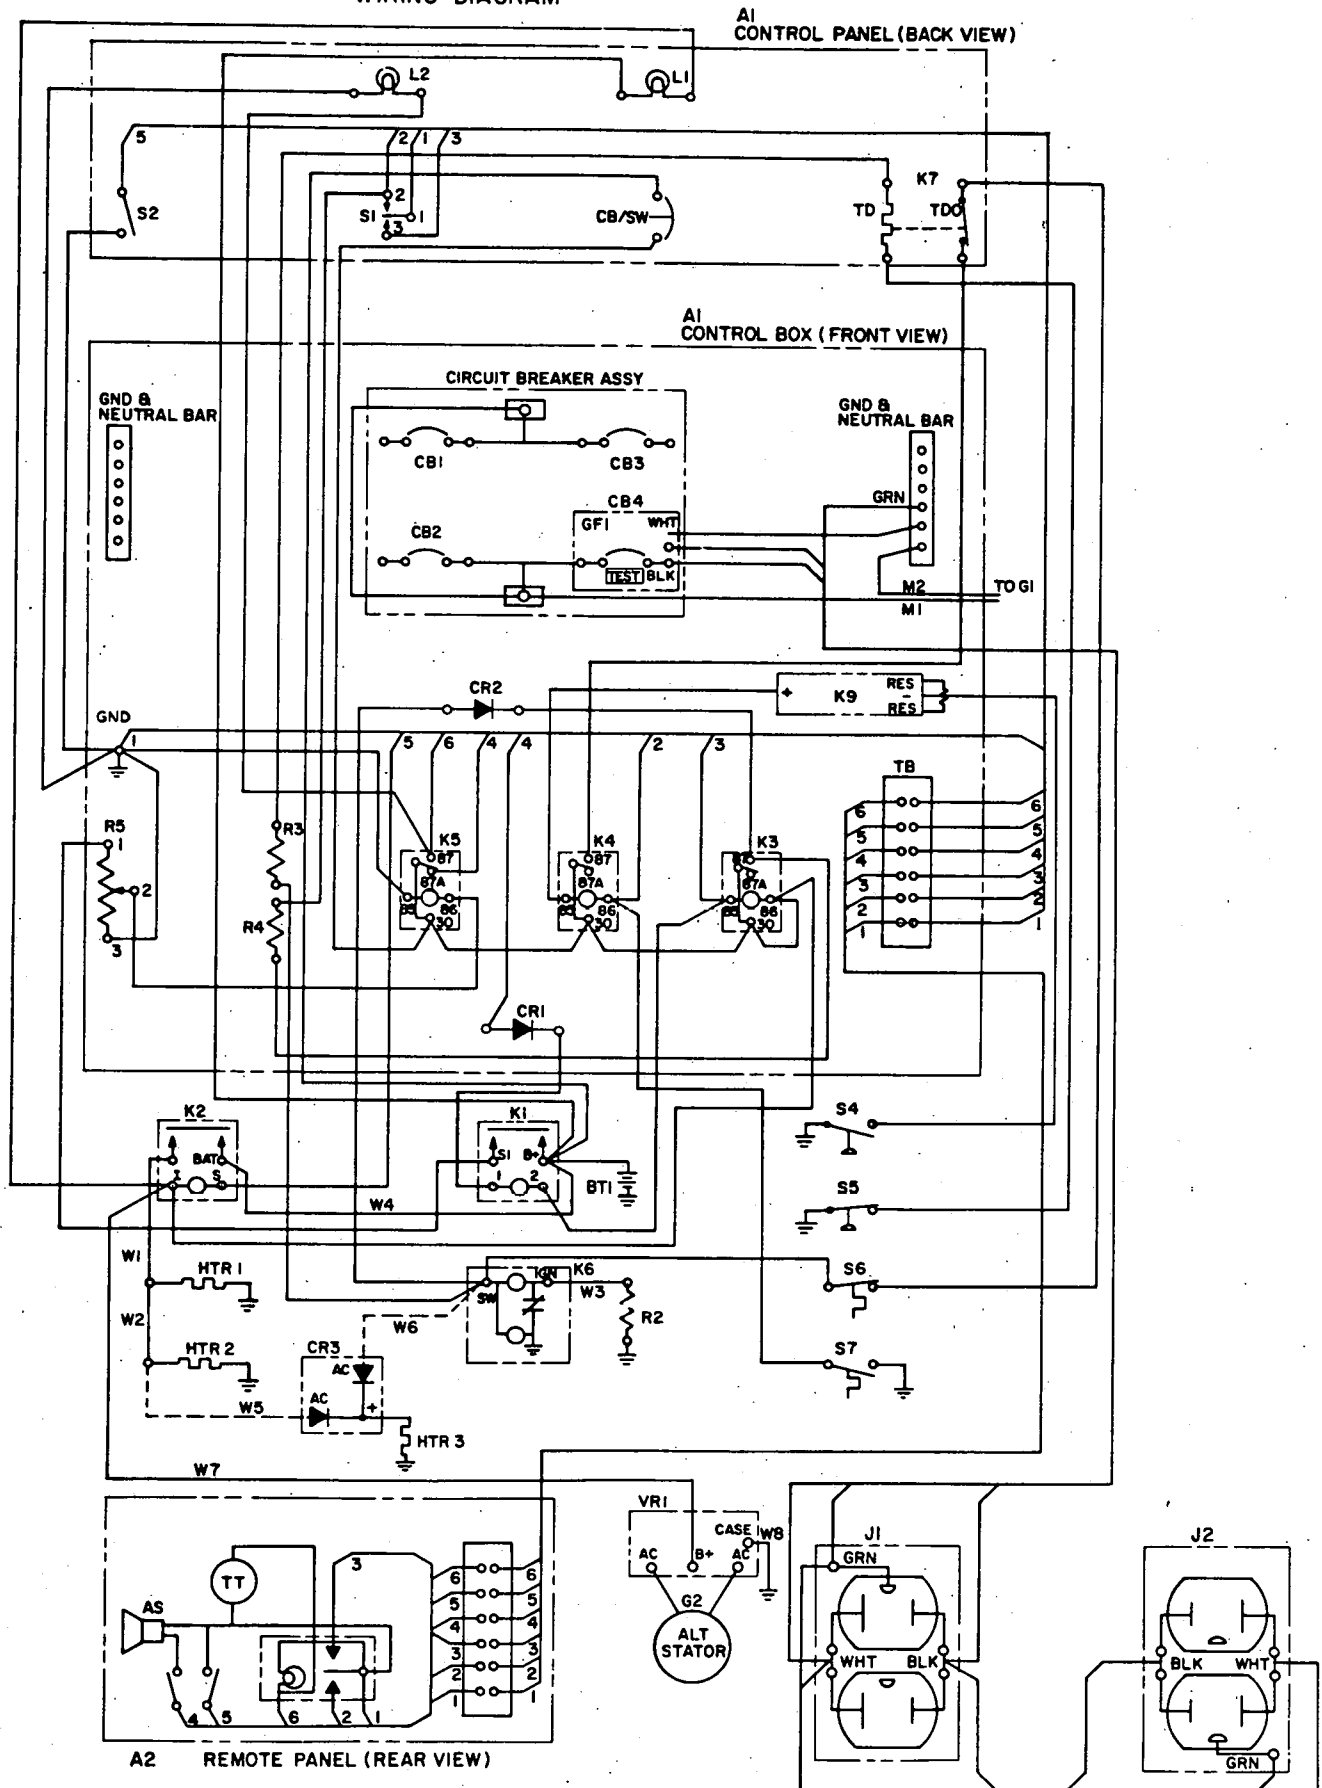 WIRING DIAGRAM
A1
CONTROL PANEL (BACK VIEW)
L2
L1
5
2
1
3
K7
S2
2
S1
1
3
CB/SW
TD
TDO
A1
CONTROL BOX (FRONT VIEW)
CIRCUIT BREAKER ASSY
GND &
NEUTRAL BAR
GND &
NEUTRAL BAR
CB1
CB3
GRN
CB4
CB2
GFI
WHT
TEST
BLK
M2
TO G1
M1
CR2
+
K9
RES
-
RES
GND
1
5
6
4
4
2
3
TB
6
5
4
3
2
1
6
5
4
3
2
1
R5
1
2
3
R3
R4
K5
87
87A
85
86
30
K4
87
87A
85
86
30
K3
87
87A
85
86
30
CR1
K2
BAT
I
S
K1
S1
B+
1
2
BT1
S4
W4
S5
W1
HTR 1
K6
IGN
SW
W3
S6
R2
W2
W6
HTR 2
CR3
AC
S7
W5
AC
+
HTR 3
W7
VR1
CASE
W8
AC
B+
AC
G2
ALT
STATOR
J1
GRN
WHT
BLK
J2
BLK
WHT
GRN
TT
AS
3
6
5
4
3
2
1
6
5
4
3
2
1
4
5
6
2
1
A2
REMOTE PANEL (REAR VIEW)